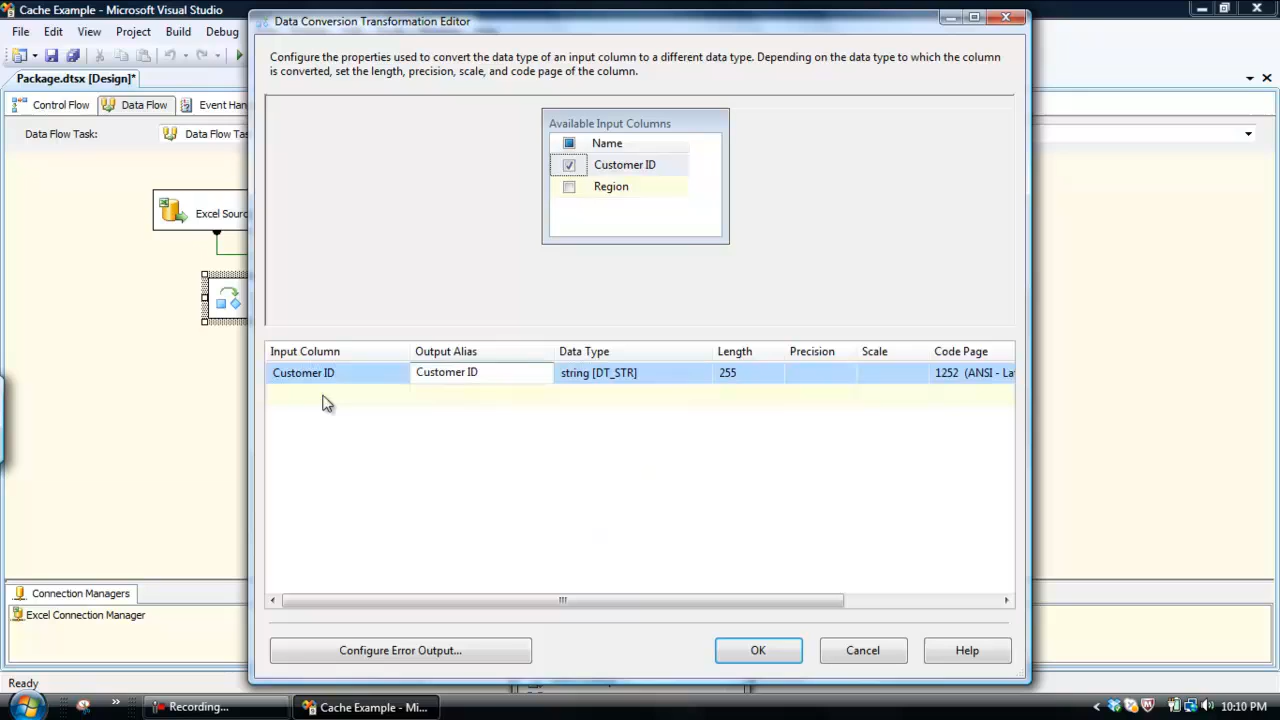 Cache Example - Microsoft Visual Studio
File Edit View Project Build Debug
Package.dtsx [Design]*
Control Flow Data Flow Event Han
Data Flow Task: Data Flow Tas
Excel Sourc
Data Conversion Transformation Editor
Configure the properties used to convert the data type of an input column to a different data type. Depending on the data type to which the column
is converted, set the length, precision, scale, and code page of the column.
Available Input Columns
Name
Customer ID
Region
Input Column Output Alias Data Type Length Precision Scale Code Page
Customer ID Customer ID string [DT_STR] 255 1252 (ANSI - La
Configure Error Output... OK Cancel Help
Connection Managers
Excel Connection Manager
Ready
Recording... Cache Example - Mi... 10:10 PM